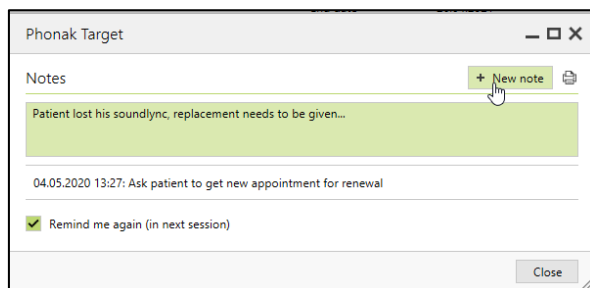 Phonak Target
Notes
+ New note
Patient lost his soundlync, replacement needs to be given...
04.05.2020 13:27: Ask patient to get new appointment for renewal
Remind me again (in next session)
Close